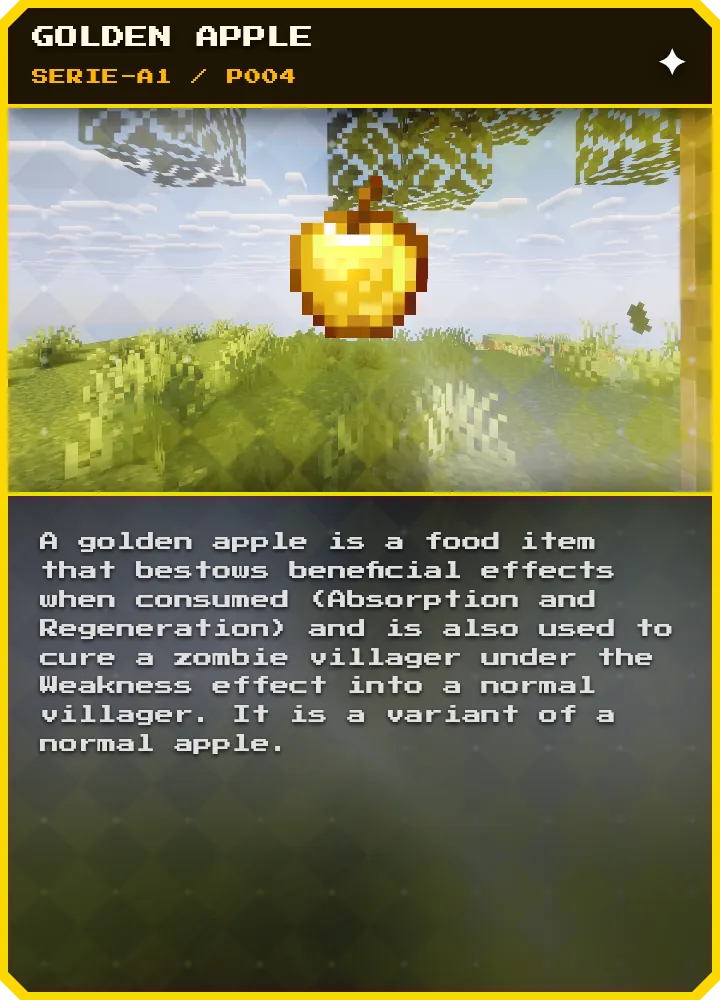 GOLDEN APPLE
SERIE-A1 / P004
A golden apple is a food item
that bestows beneficial effects
when consumed (Absorption and
Regeneration) and is also used to
cure a zombie villager under the
Weakness effect into a normal
villager. It is a variant of a
normal apple.